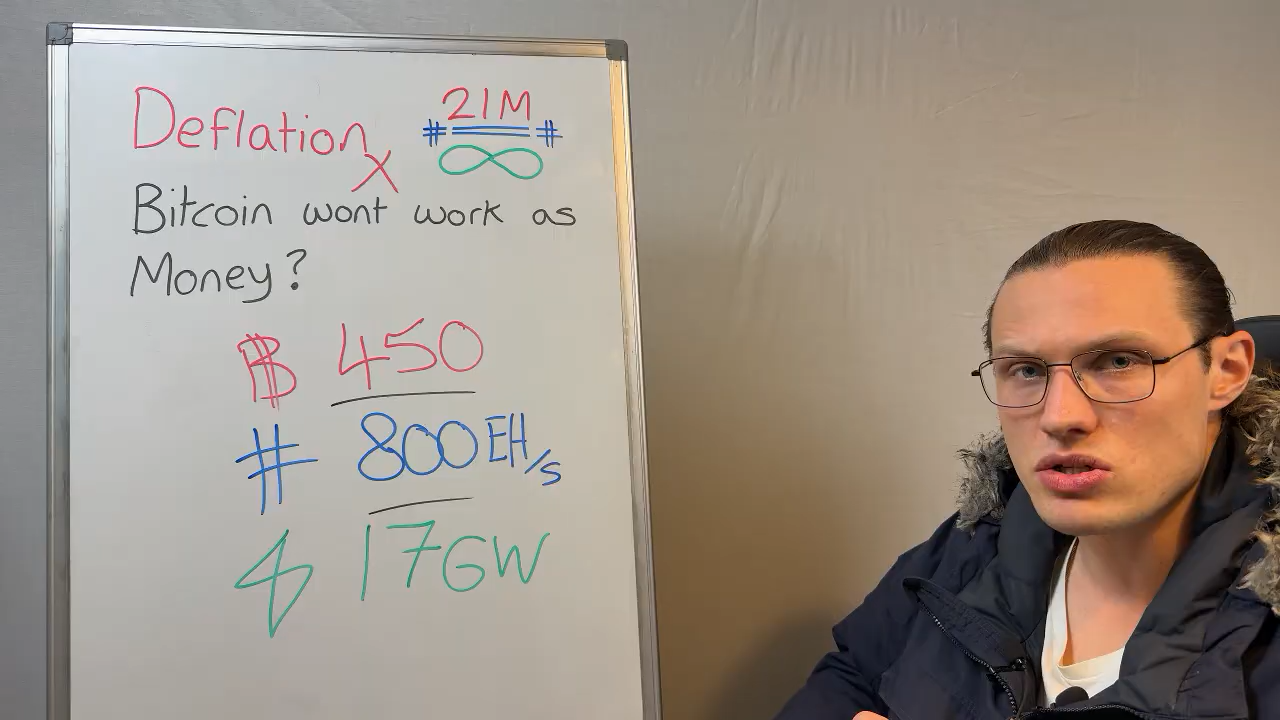 Deflation x
21M
# = #
∞
Bitcoin wont work as
Money?
₿ 450
# 800 EH/s
17GW